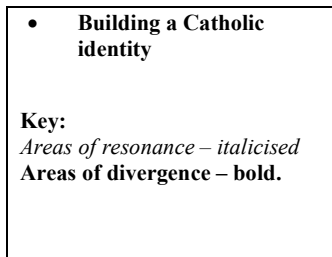 • Building a Catholic
identity
Key:
Areas of resonance – italicised
Areas of divergence – bold.